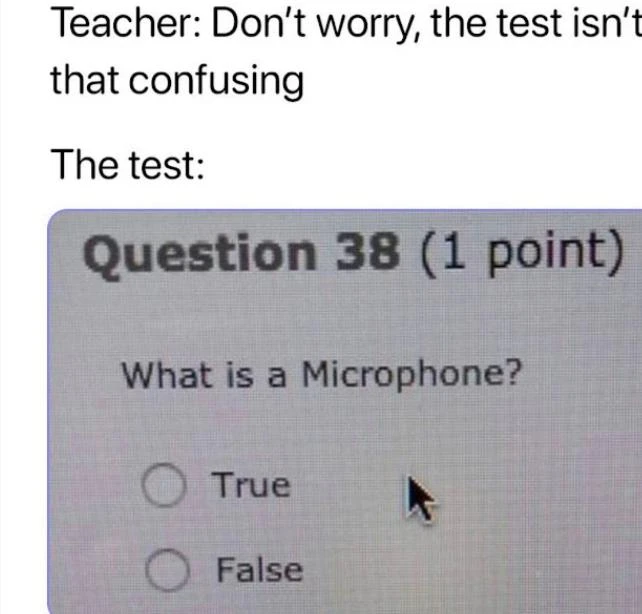 Teacher: Don't worry, the test isn't
that confusing
The test:
Question 38 (1 point)
What is a Microphone?
True
False